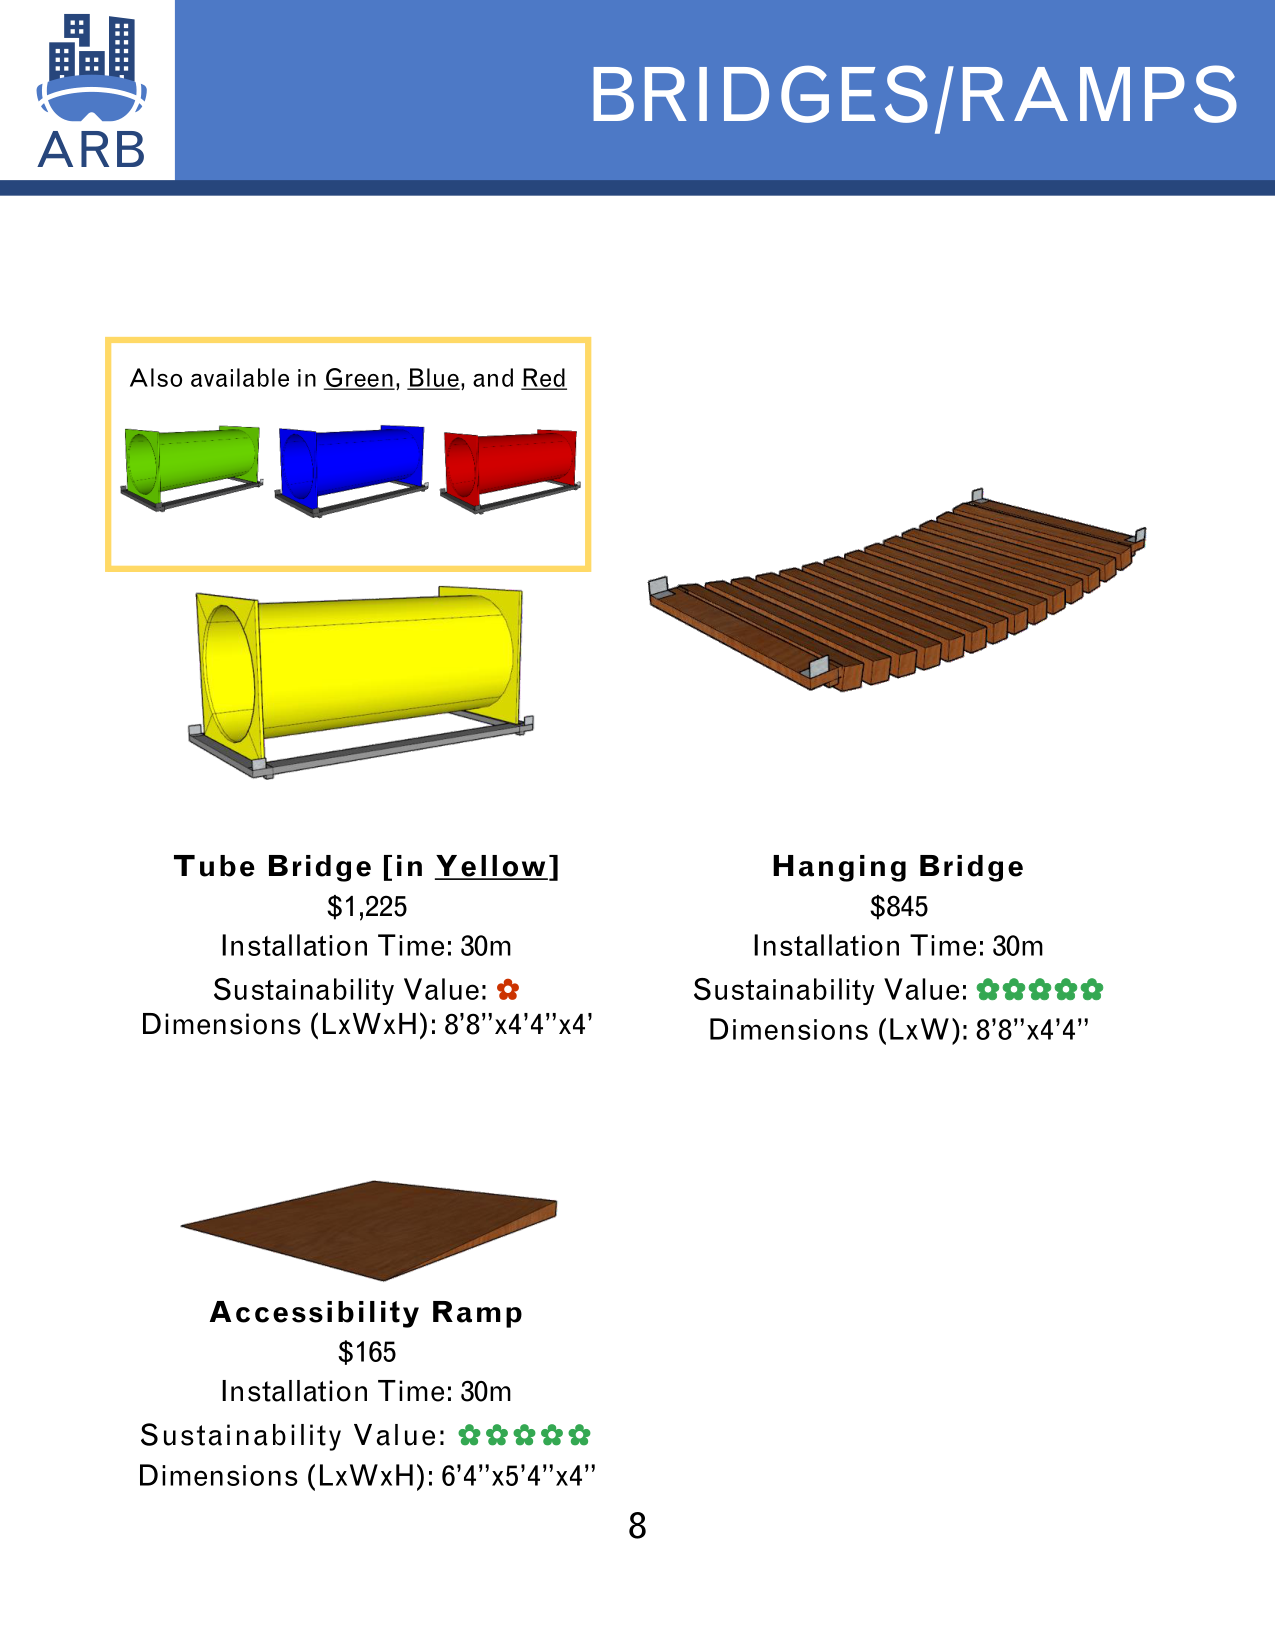 ARB
BRIDGES/RAMPS
Also available in Green, Blue, and Red
Tube Bridge [in Yellow]
$1,225
Installation Time: 30m
Sustainability Value: ✿
Dimensions (LxWxH): 8’8’’x4’4’’x4’
Hanging Bridge
$845
Installation Time: 30m
Sustainability Value: ✿✿✿✿✿
Dimensions (LxW): 8’8’’x4’4’’
Accessibility Ramp
$165
Installation Time: 30m
Sustainability Value: ✿✿✿✿✿
Dimensions (LxWxH): 6’4’’x5’4’’x4’’
8